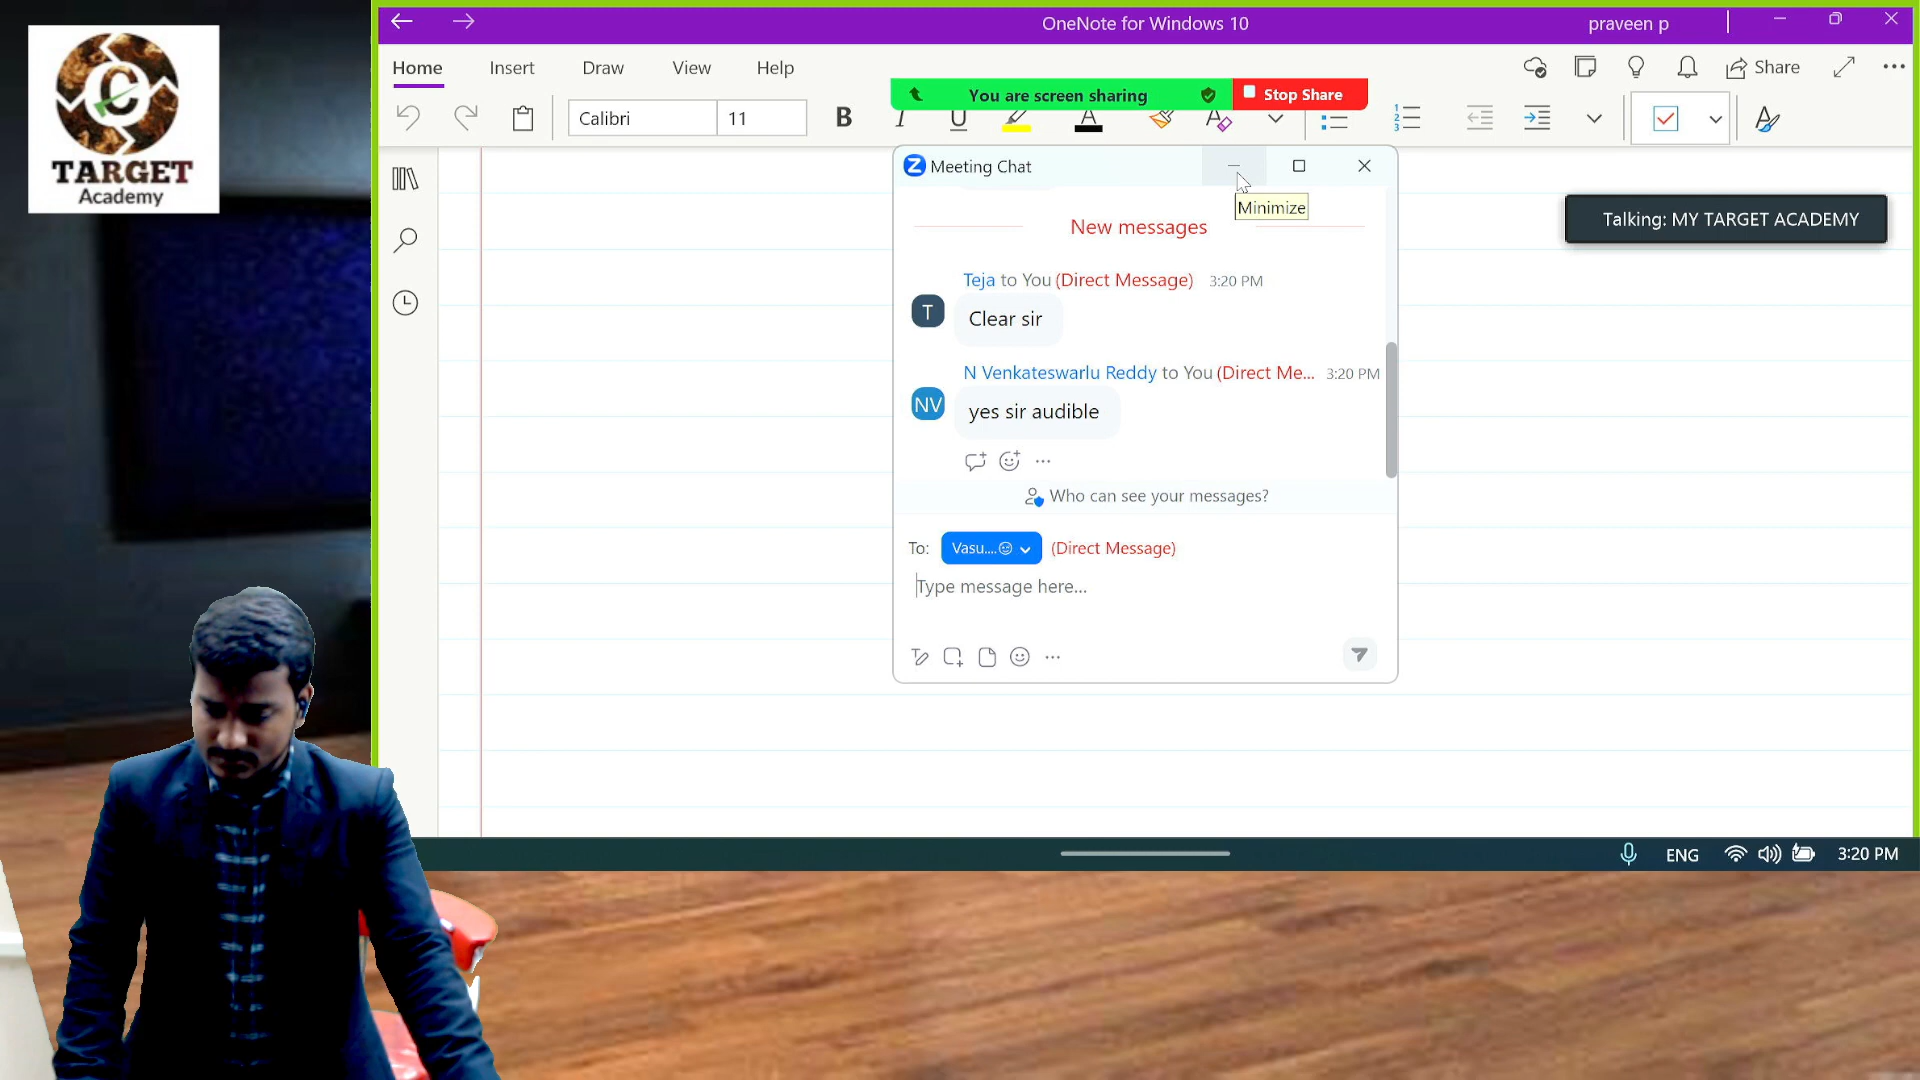 C
TARGET
Academy
OneNote for Windows 10
praveen p
Home
Insert
Draw
View
Help
Share
You are screen sharing
Stop Share
Calibri
11
B
I
U
A
A
Meeting Chat
Minimize
New messages
Talking: MY TARGET ACADEMY
Teja to You (Direct Message) 3:20 PM
T
Clear sir
N Venkateswarlu Reddy to You (Direct Me... 3:20 PM
NV
yes sir audible
Who can see your messages?
To: Vasu.... (Direct Message)
Type message here...
ENG
3:20 PM